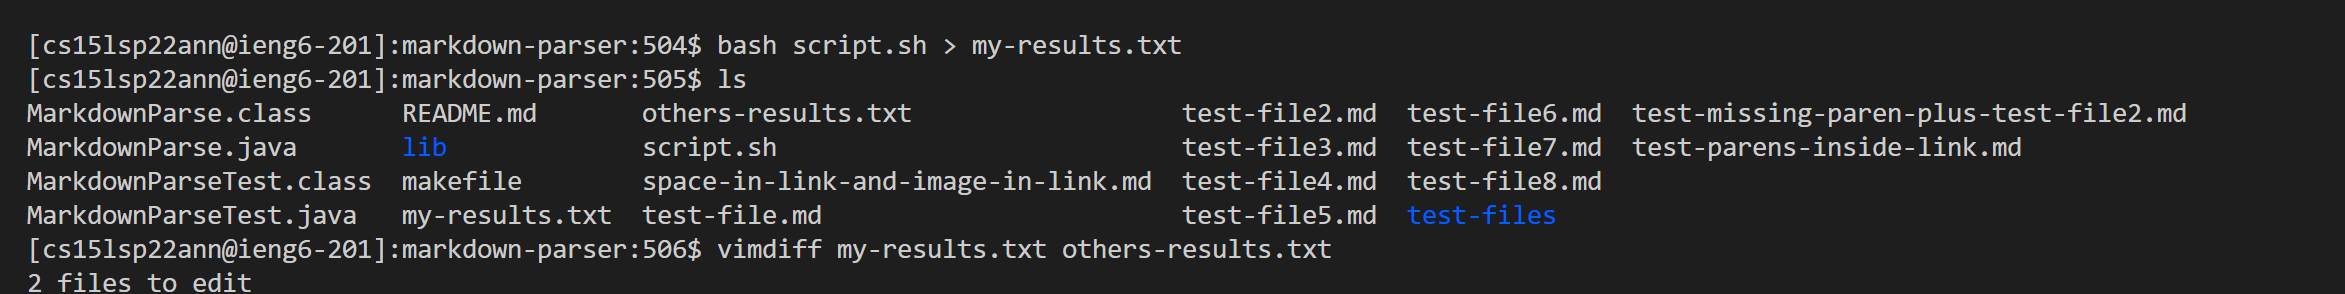 [cs15lsp22ann@ieng6-201]:markdown-parser:504$ bash script.sh > my-results.txt
[cs15lsp22ann@ieng6-201]:markdown-parser:505$ ls
MarkdownParse.class      README.md       others-results.txt                  test-file2.md  test-file6.md  test-missing-paren-plus-test-file2.md
MarkdownParse.java       lib             script.sh                           test-file3.md  test-file7.md  test-parens-inside-link.md
MarkdownParseTest.class  makefile        space-in-link-and-image-in-link.md  test-file4.md  test-file8.md
MarkdownParseTest.java   my-results.txt  test-file.md                        test-file5.md  test-files
[cs15lsp22ann@ieng6-201]:markdown-parser:506$ vimdiff my-results.txt others-results.txt
2 files to edit